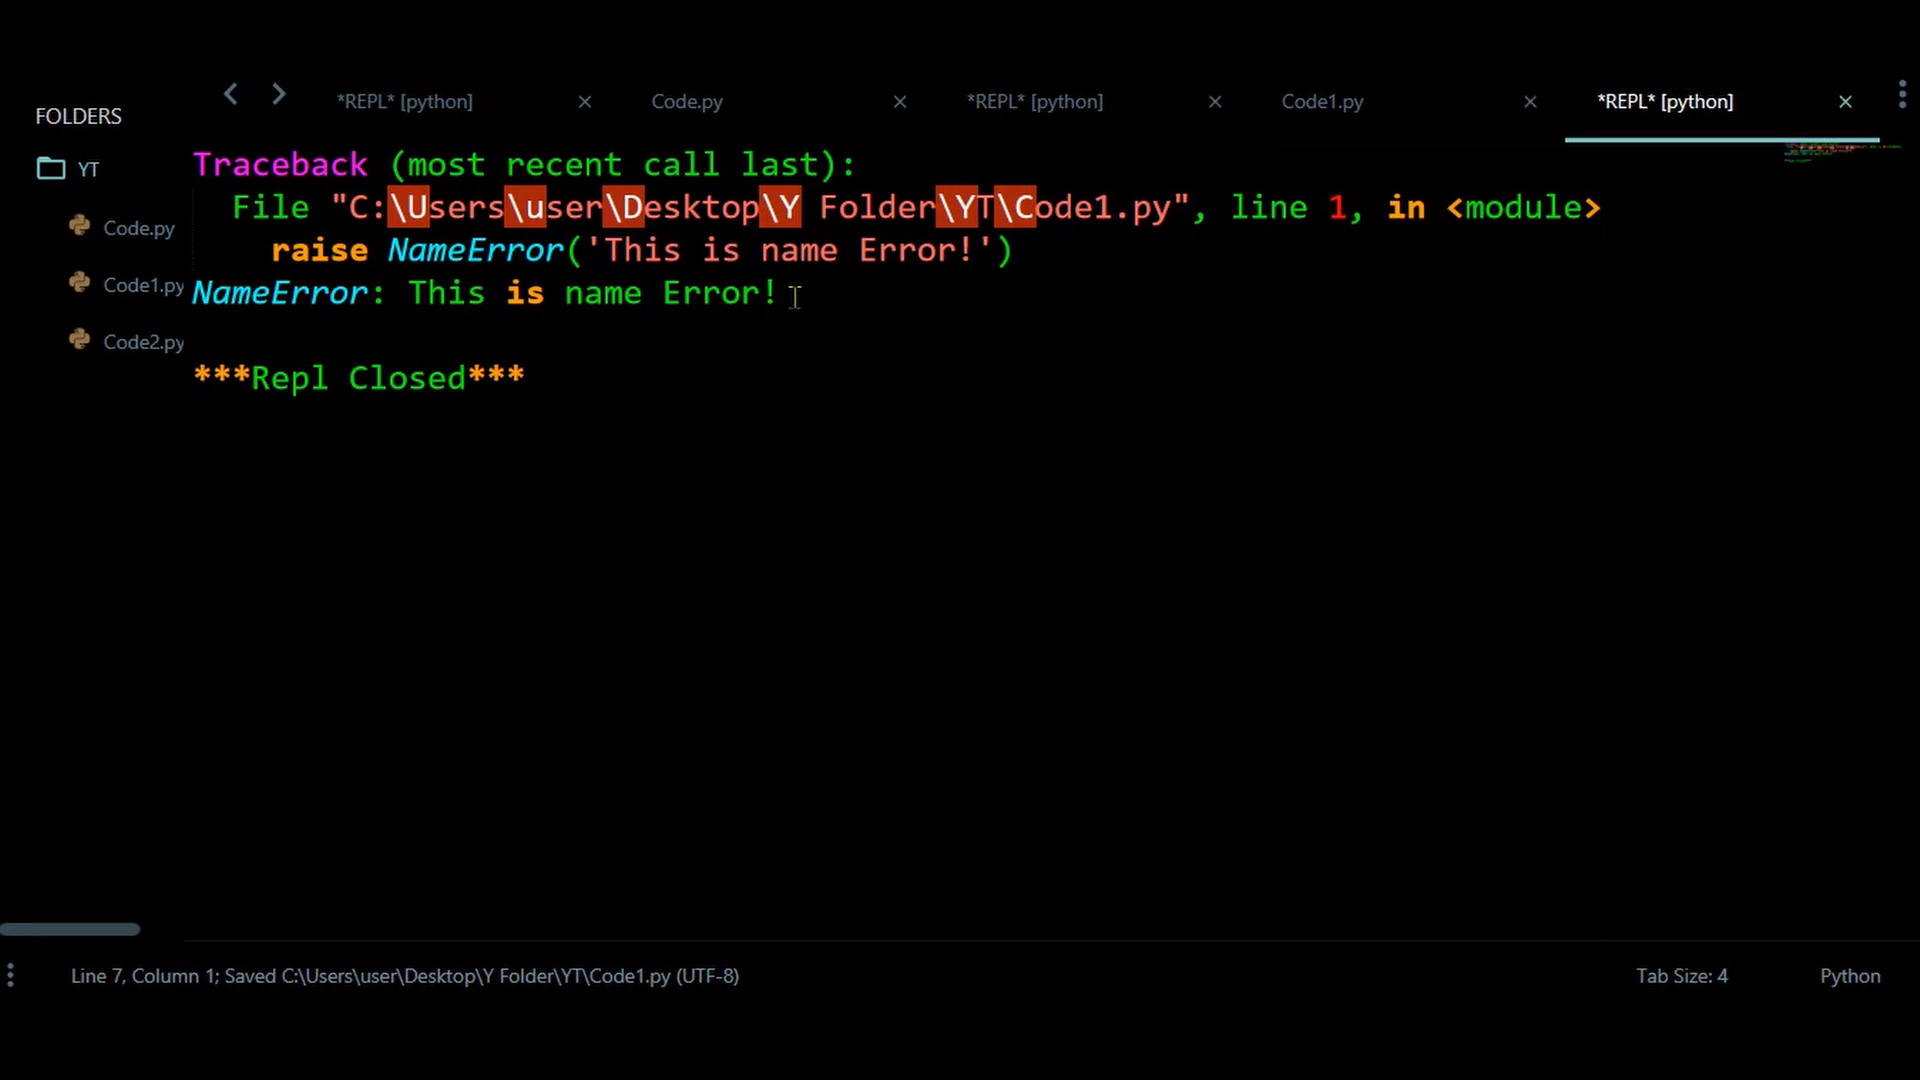 FOLDERS
YT
Code.py
Code1.py
Code2.py
*REPL* [python] Code.py *REPL* [python] Code1.py *REPL* [python]
Traceback (most recent call last):
  File "C:\Users\user\Desktop\Y Folder\YT\Code1.py", line 1, in <module>
    raise NameError('This is name Error!')
NameError: This is name Error!
***Repl Closed***
Line 7, Column 1; Saved C:\Users\user\Desktop\Y Folder\YT\Code1.py (UTF-8) Tab Size: 4 Python